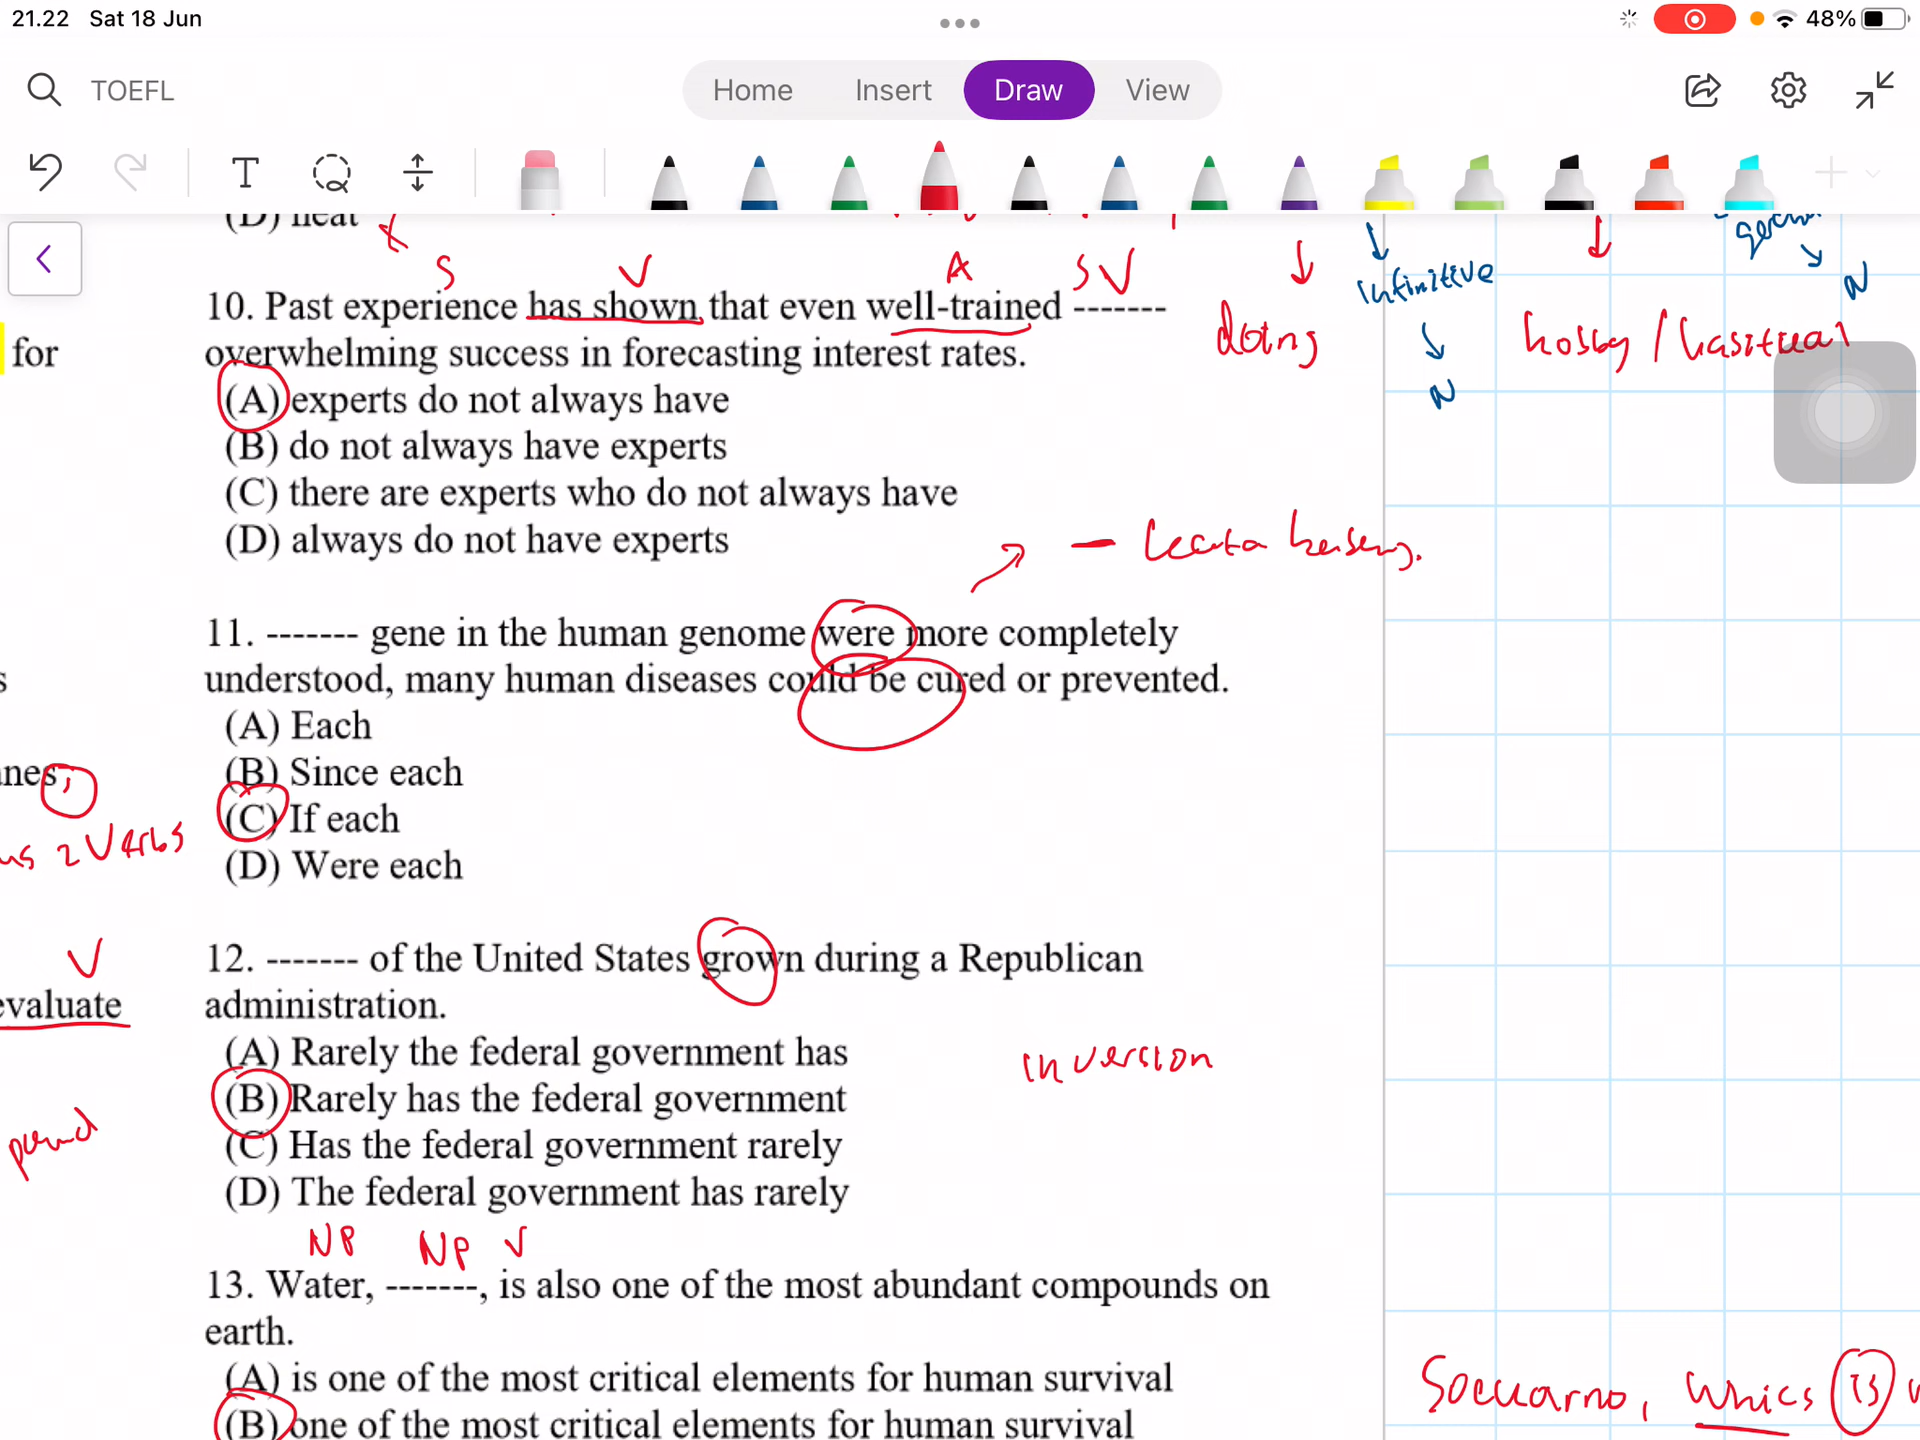 21.22 Sat 18 Jun
48%
TOEFL
Home Insert Draw View
(D) heat
S V A SV
10. Past experience has shown that even well-trained -------
overwhelming success in forecasting interest rates.
(A) experts do not always have
(B) do not always have experts
(C) there are experts who do not always have
(D) always do not have experts
doing
infinitive
N
N
for
11. ------- gene in the human genome were more completely
understood, many human diseases could be cured or prevented.
(A) Each
(B) Since each
(C) If each
(D) Were each
2 Verbs
V
evaluate
12. ------- of the United States grown during a Republican
administration.
(A) Rarely the federal government has
(B) Rarely has the federal government
(C) Has the federal government rarely
(D) The federal government has rarely
inversion
NP NP V
13. Water, -------, is also one of the most abundant compounds on
earth.
(A) is one of the most critical elements for human survival
(B) one of the most critical elements for human survival
is